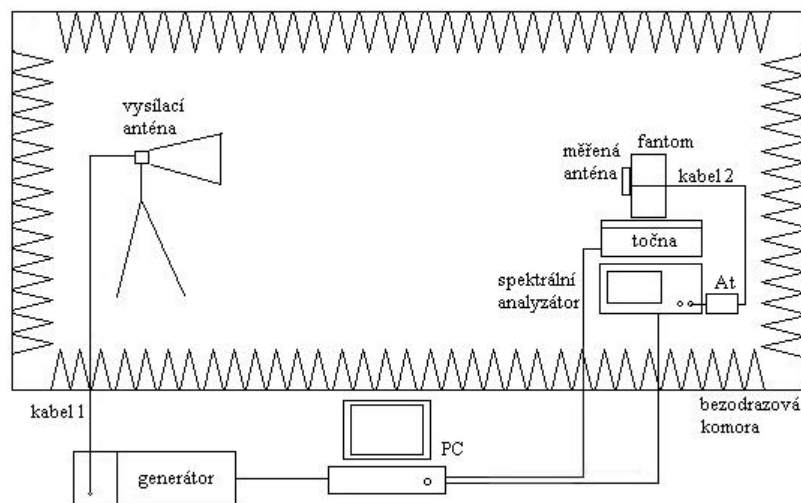 vysílací
anténa
fantom
měřená
anténa
kabel 2
točna
spektrální
analyzátor
At
kabel 1
bezodrazová
komora
PC
generátor